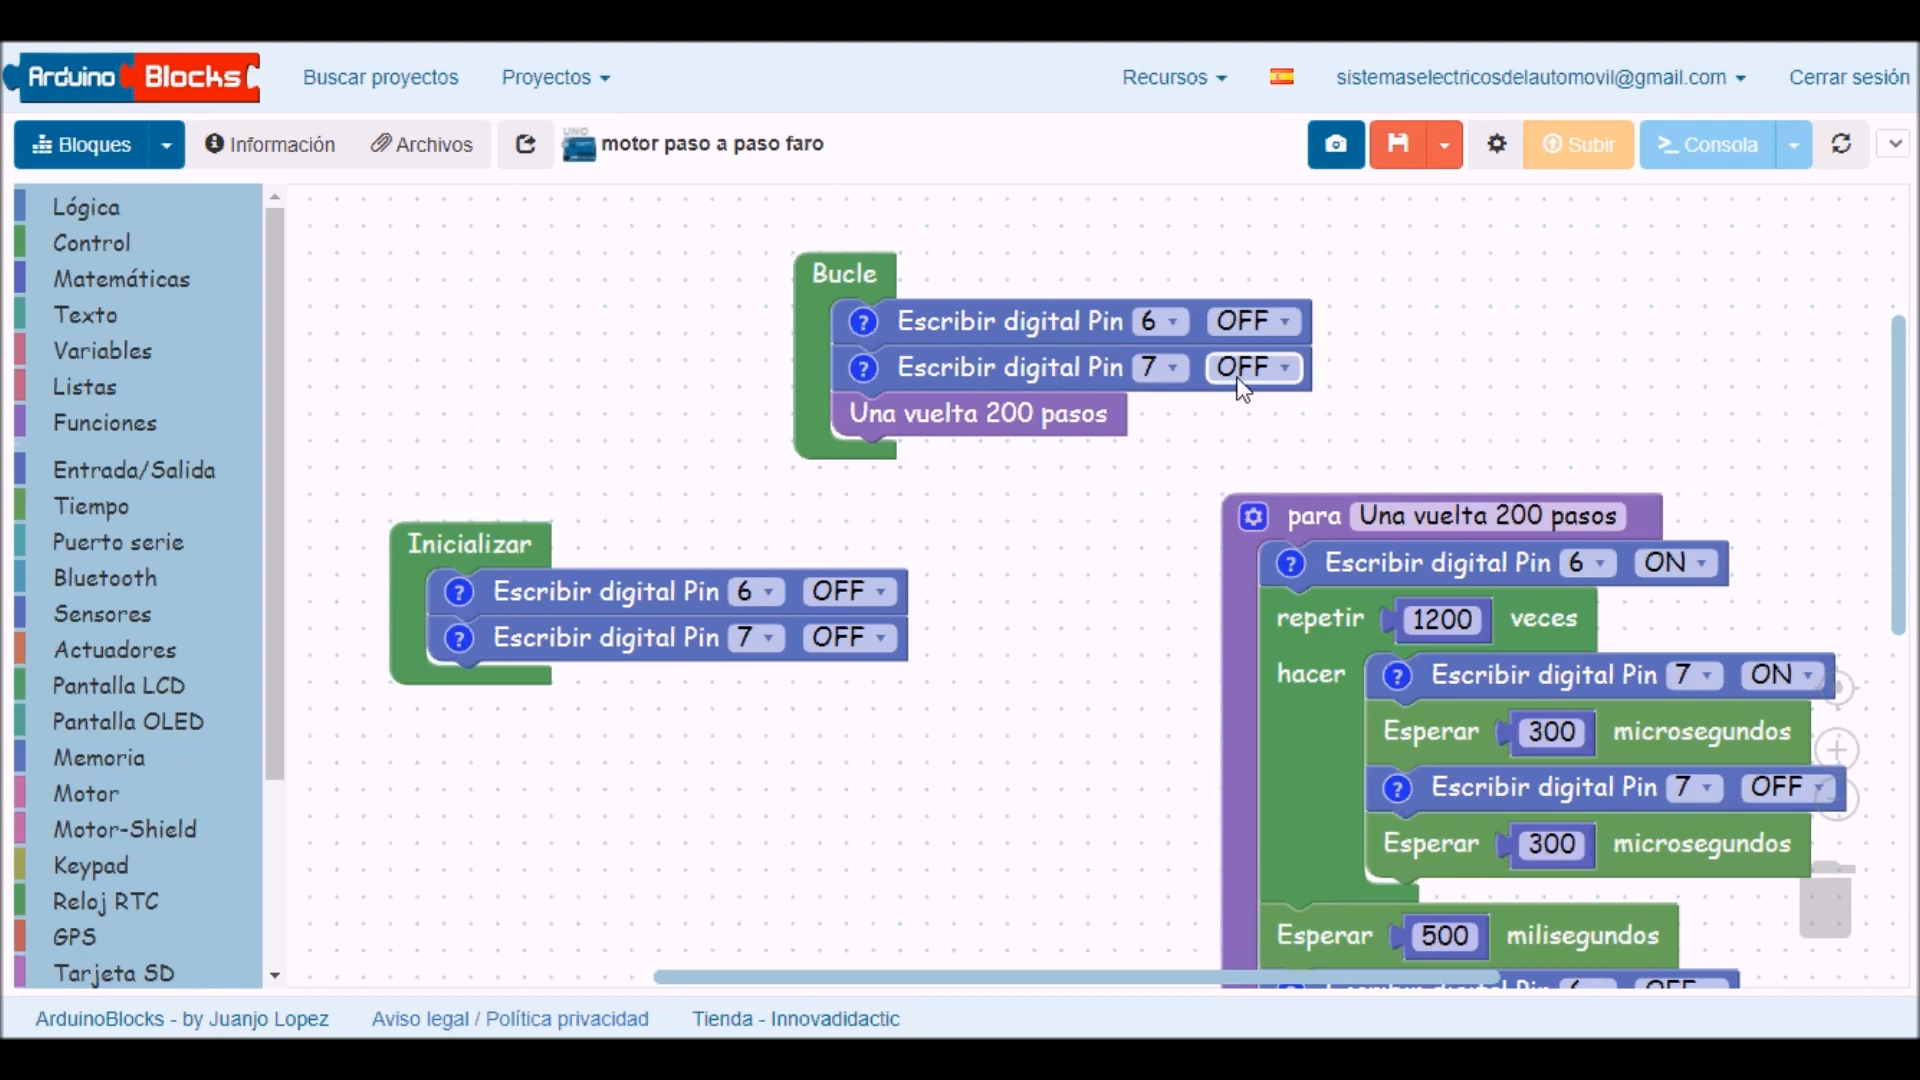 Arduino Blocks
Buscar proyectos
Proyectos
Recursos
sistemaselectricosdelautomovil@gmail.com
Cerrar sesión
Bloques
Información
Archivos
UNO
motor paso a paso faro
Subir
Consola
Lógica
Control
Matemáticas
Texto
Variables
Listas
Funciones
Entrada/Salida
Tiempo
Puerto serie
Bluetooth
Sensores
Actuadores
Pantalla LCD
Pantalla OLED
Memoria
Motor
Motor-Shield
Keypad
Reloj RTC
GPS
Tarjeta SD
Bucle
? Escribir digital Pin 6 OFF
? Escribir digital Pin 7 OFF
Una vuelta 200 pasos
Inicializar
? Escribir digital Pin 6 OFF
? Escribir digital Pin 7 OFF
para Una vuelta 200 pasos
? Escribir digital Pin 6 ON
repetir 1200 veces
hacer
? Escribir digital Pin 7 ON
Esperar 300 microsegundos
? Escribir digital Pin 7 OFF
Esperar 300 microsegundos
Esperar 500 milisegundos
Escribir digital Pin 6 OFF
ArduinoBlocks - by Juanjo Lopez
Aviso legal / Política privacidad
Tienda - Innovadidactic